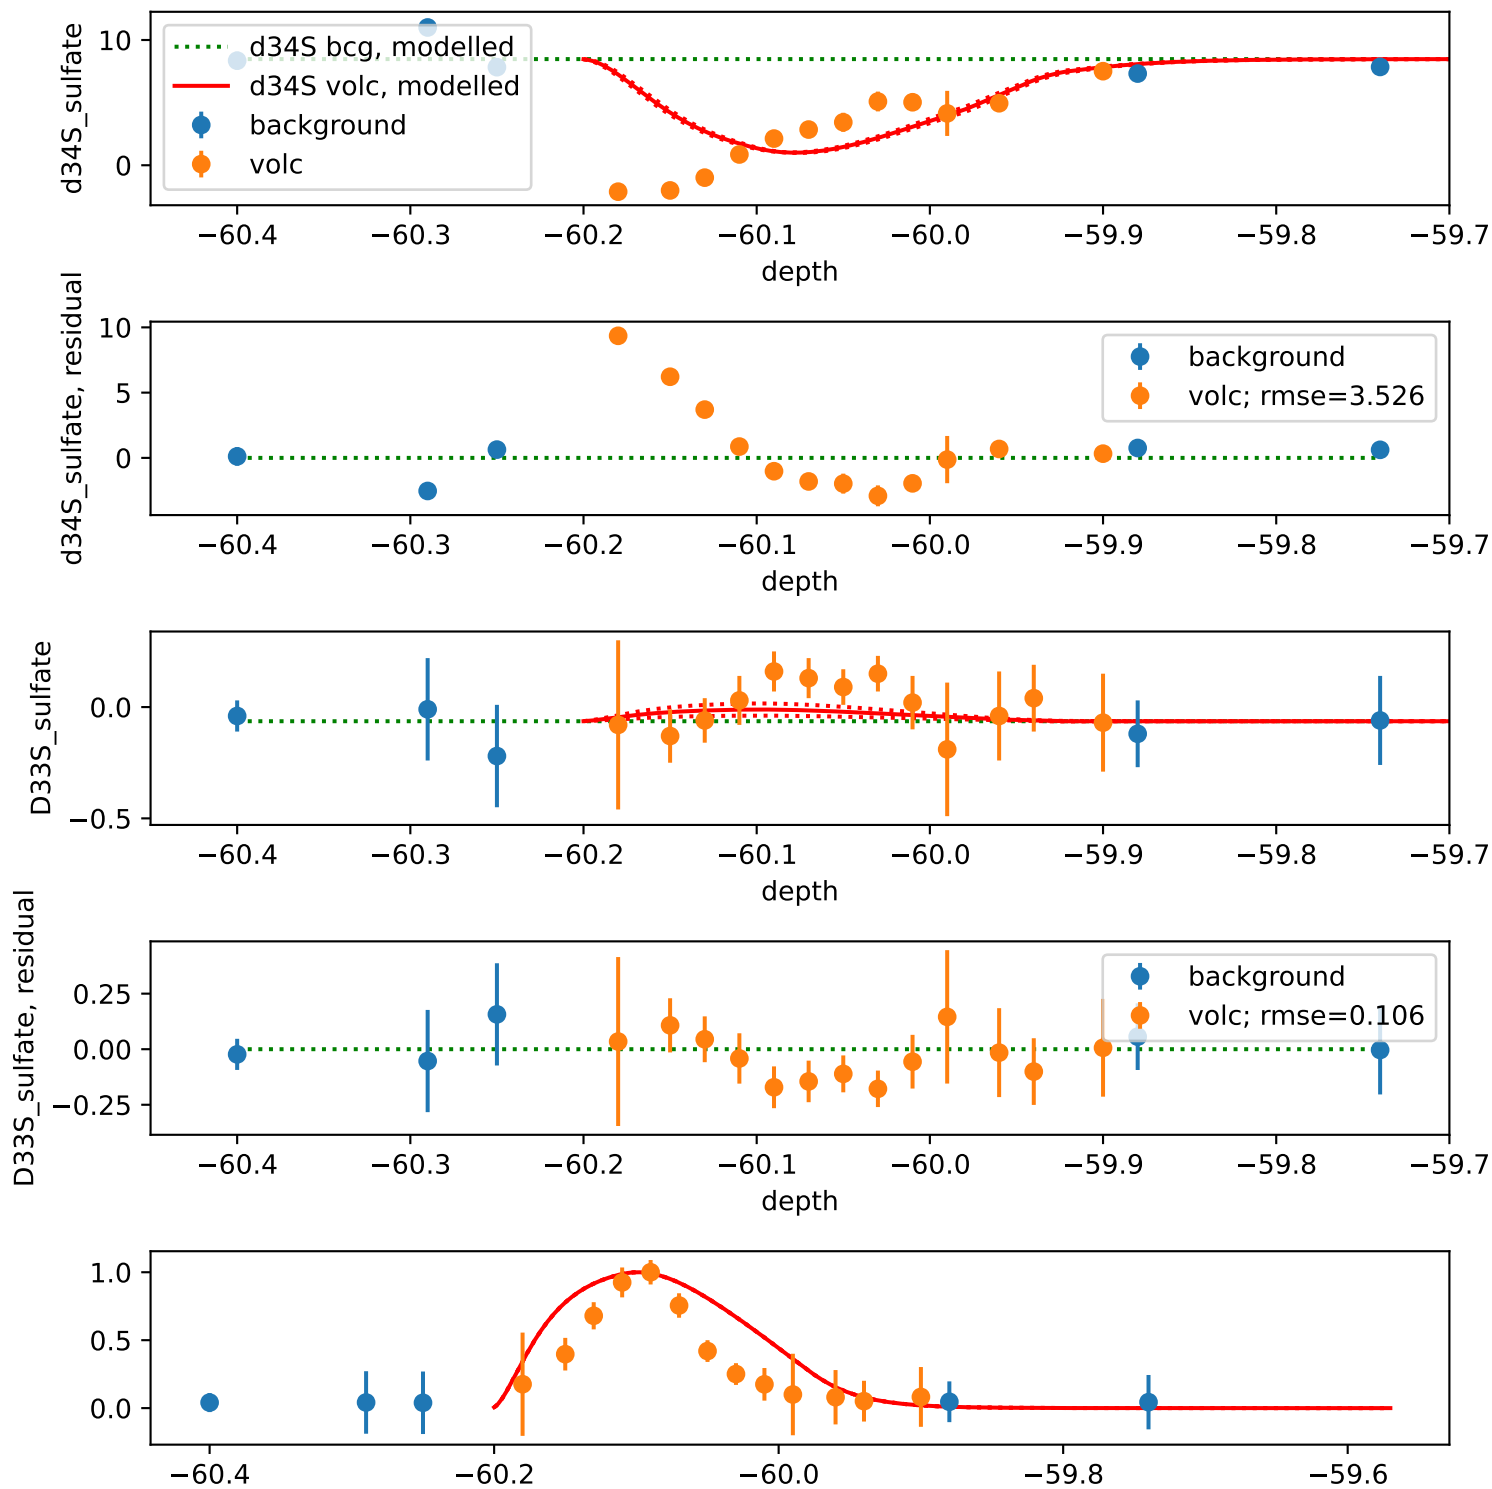 d34S_sulfate
10
0
d34S bcg, modelled
d34S volc, modelled
background
volc
−60.4 −60.3 −60.2 −60.1 −60.0 −59.9 −59.8 −59.7
depth
d34S_sulfate, residual
10
5
0
background
volc; rmse=3.526
−60.4 −60.3 −60.2 −60.1 −60.0 −59.9 −59.8 −59.7
depth
D33S_sulfate
0.0
−0.5
−60.4 −60.3 −60.2 −60.1 −60.0 −59.9 −59.8 −59.7
depth
D33S_sulfate, residual
0.25
0.00
−0.25
background
volc; rmse=0.106
−60.4 −60.3 −60.2 −60.1 −60.0 −59.9 −59.8 −59.7
depth
1.0
0.5
0.0
−60.4 −60.2 −60.0 −59.8 −59.6